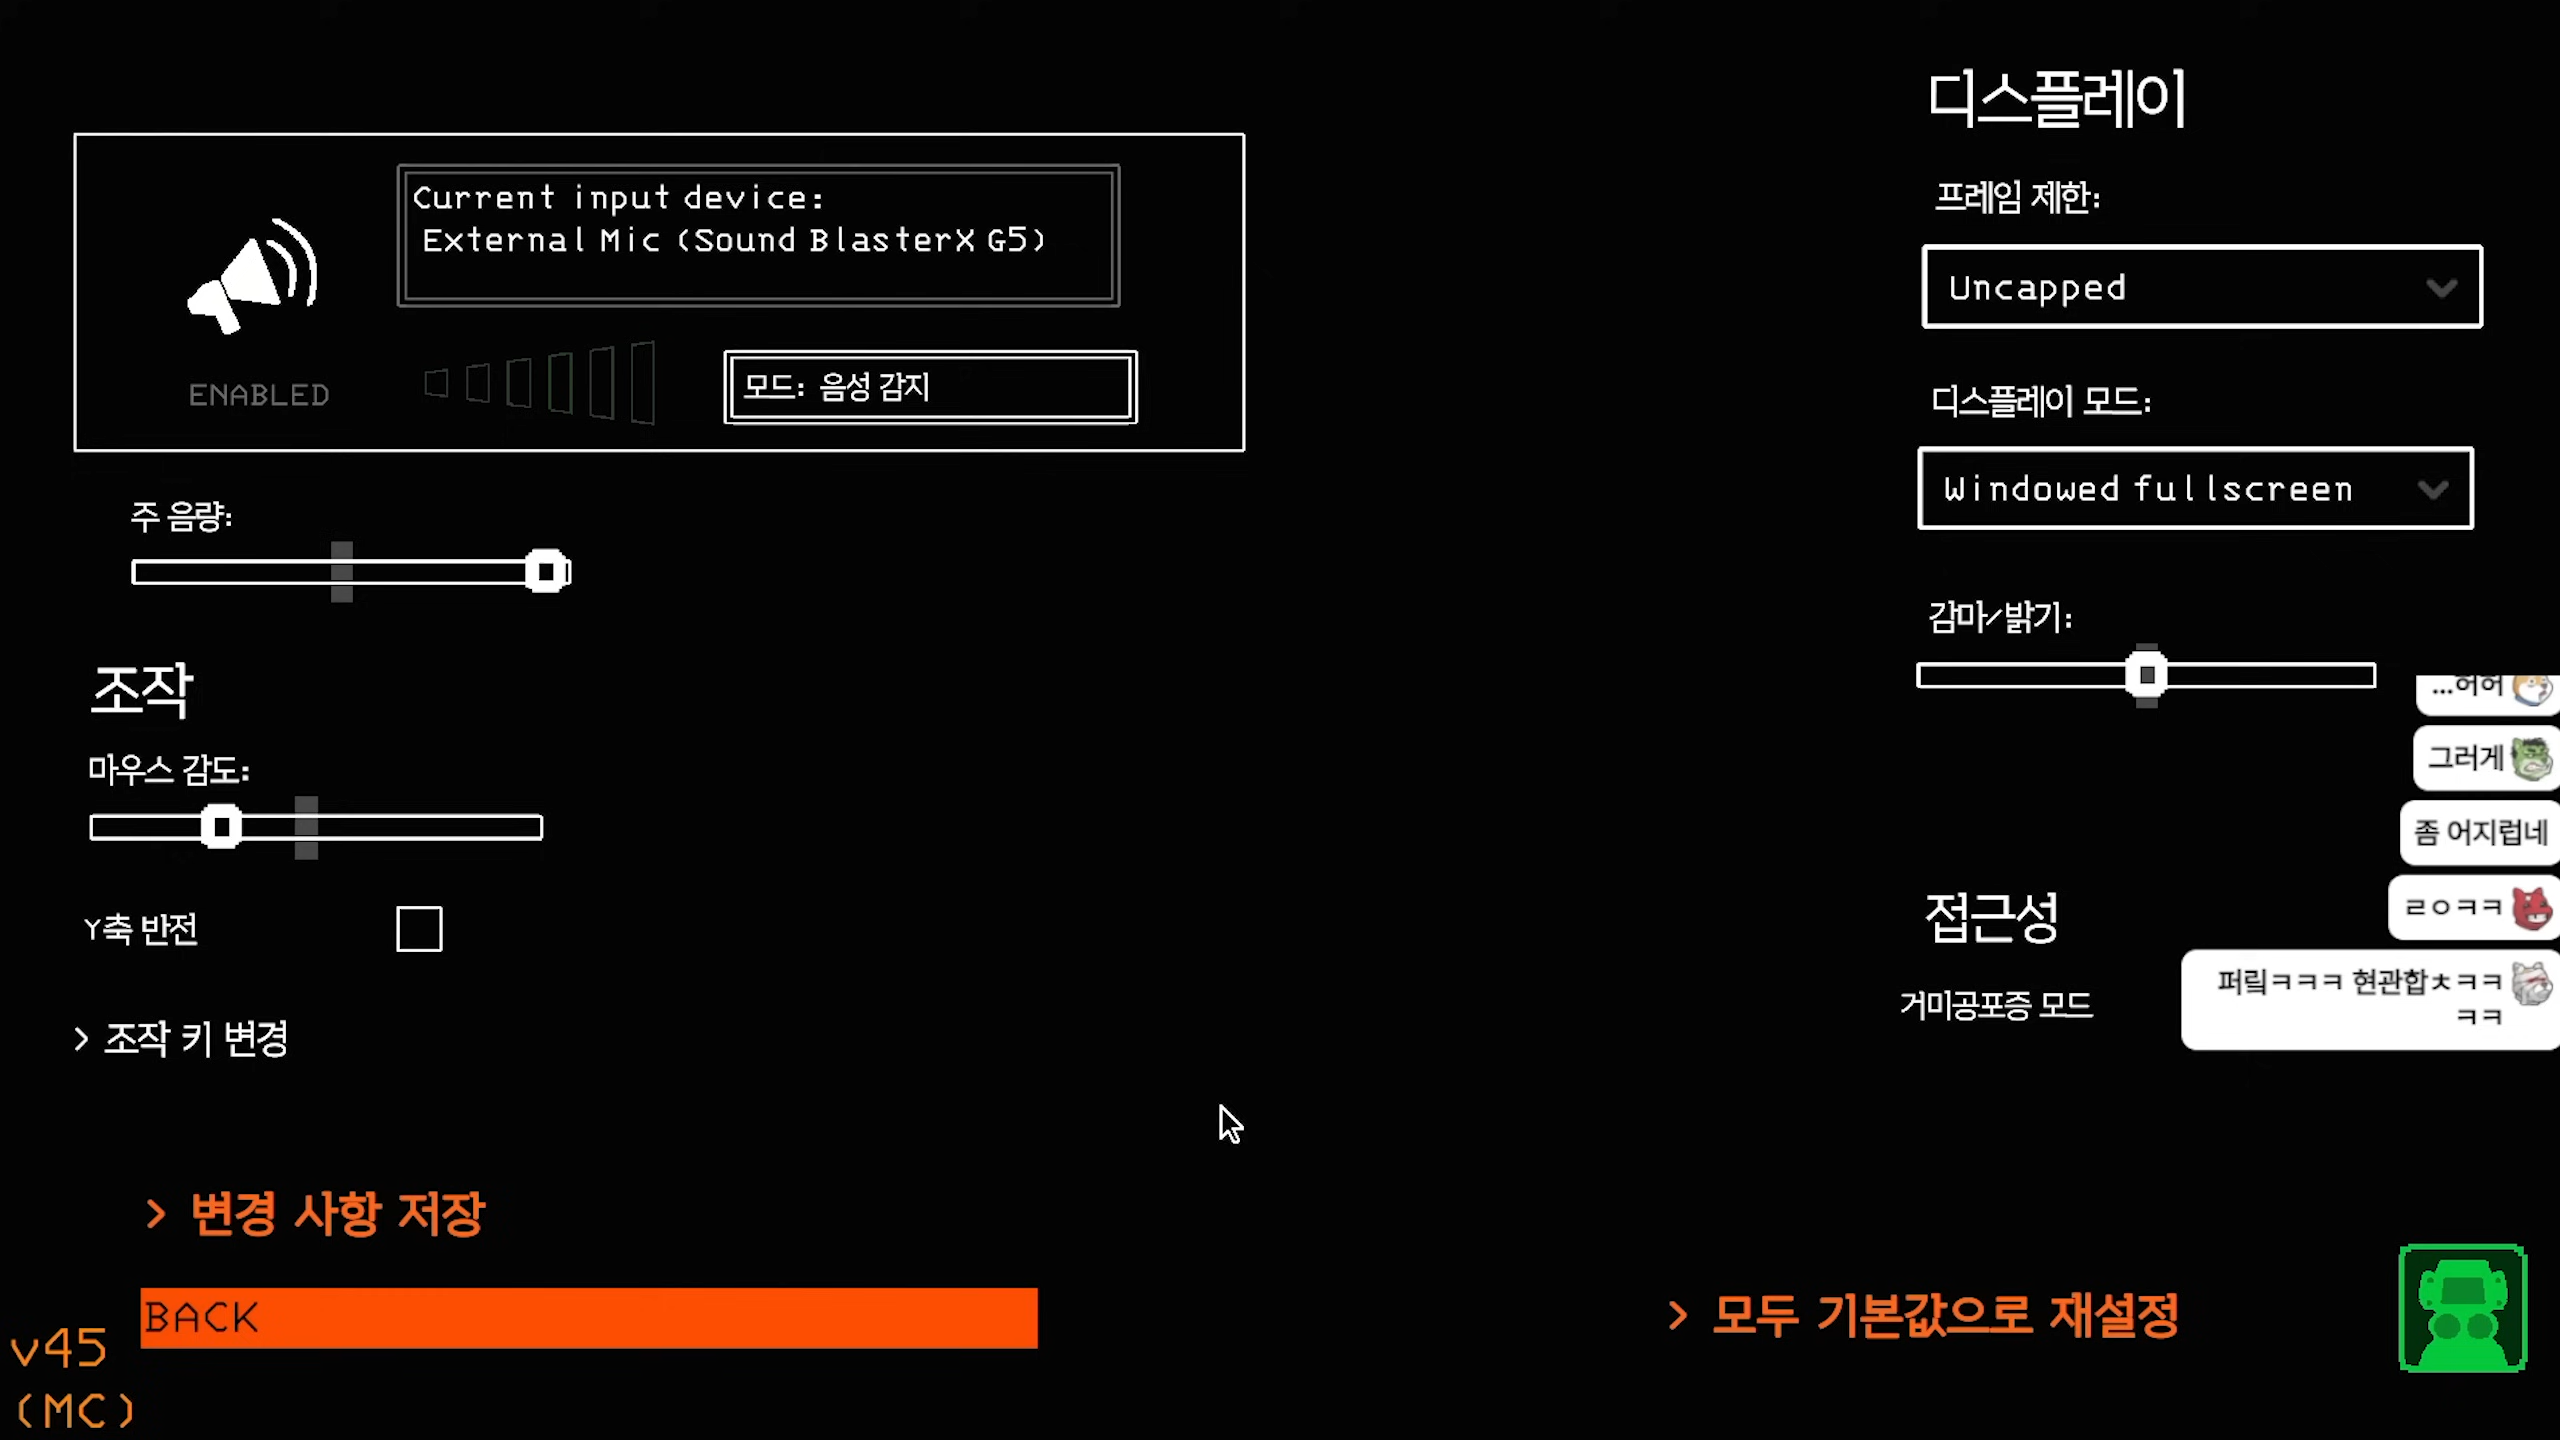 Current input device:
External Mic (Sound BlasterX G5)
ENABLED
모드: 음성 감지
주 음량:
조작
마우스 감도:
Y축 반전
> 조작 키 변경
> 변경 사항 저장
BACK
v45
(MC)
디스플레이
프레임 제한:
Uncapped
디스플레이 모드:
Windowed fullscreen
감마/밝기:
접근성
거미공포증 모드
> 모두 기본값으로 재설정
...허허
그러게
좀 어지럽네
ㄹㅇㅋㅋ
퍼맄ㅋㅋㅋ 현관합ㅊㅋㅋ
ㅋㅋ